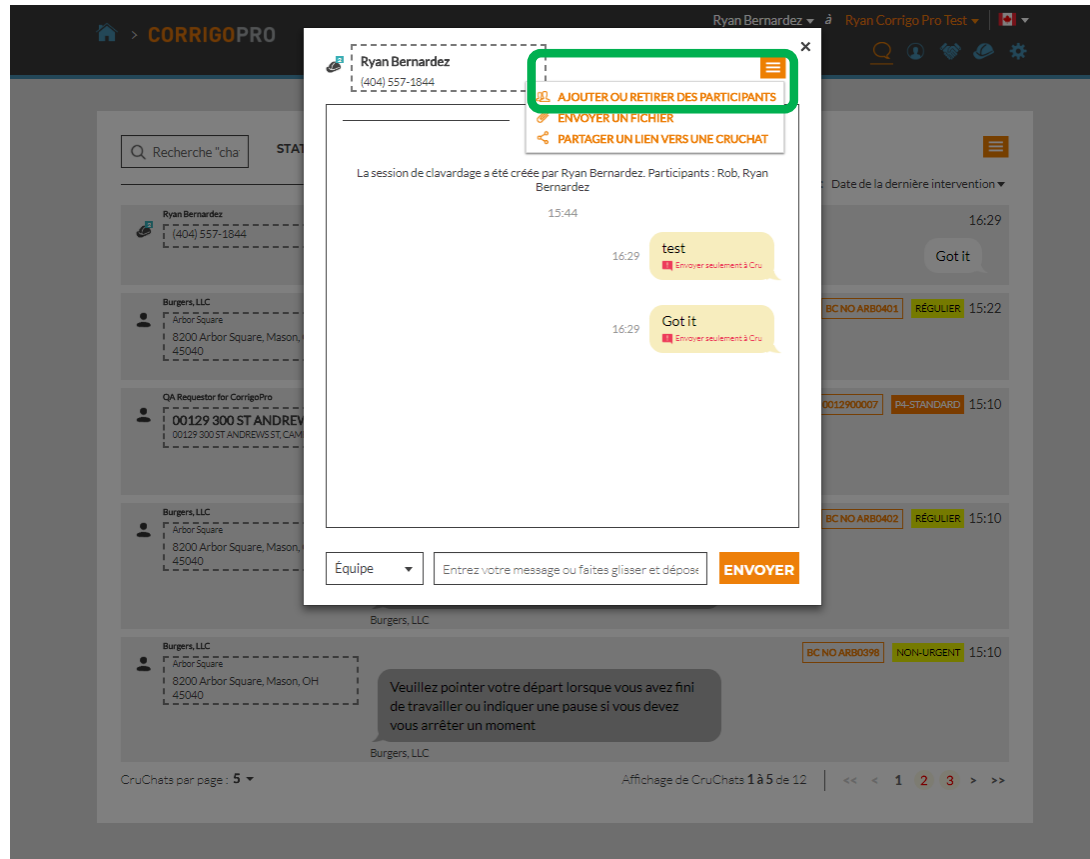 Ryan Bernardez à Ryan Corrigo Pro Test
> CORRIGOPRO
Ryan Bernardez
(404) 557-1844
×
AJOUTER OU RETIRER DES PARTICIPANTS
ENVOYER UN FICHIER
PARTAGER UN LIEN VERS UNE CRUCHAT
La session de clavardage a été créée par Ryan Bernardez. Participants : Rob, Ryan
Bernardez
15:44
16:29 test
Envoyer seulement à Cru
16:29 Got it
Envoyer seulement à Cru
Équipe
Entrez votre message ou faites glisser et dépose
ENVOYER
Recherche "cha
STAT
: Date de la dernière intervention
Ryan Bernardez
(404) 557-1844
16:29
Got it
Burgers, LLC
Arbor Square
8200 Arbor Square, Mason,
45040
BC NO ARB0401 RÉGULIER 15:22
QA Requestor for CorrigoPro
00129 300 ST ANDREW
00129 300 ST ANDREWS ST, CAM
0012900007 P4-STANDARD 15:10
Burgers, LLC
Arbor Square
8200 Arbor Square, Mason,
45040
BC NO ARB0402 RÉGULIER 15:10
Burgers, LLC
Burgers, LLC
Arbor Square
8200 Arbor Square, Mason, OH
45040
BC NO ARB0398 NON-URGENT 15:10
Veuillez pointer votre départ lorsque vous avez fini
de travailler ou indiquer une pause si vous devez
vous arrêter un moment
Burgers, LLC
CruChats par page : 5
Affichage de CruChats 1 à 5 de 12 << < 1 2 3 > >>